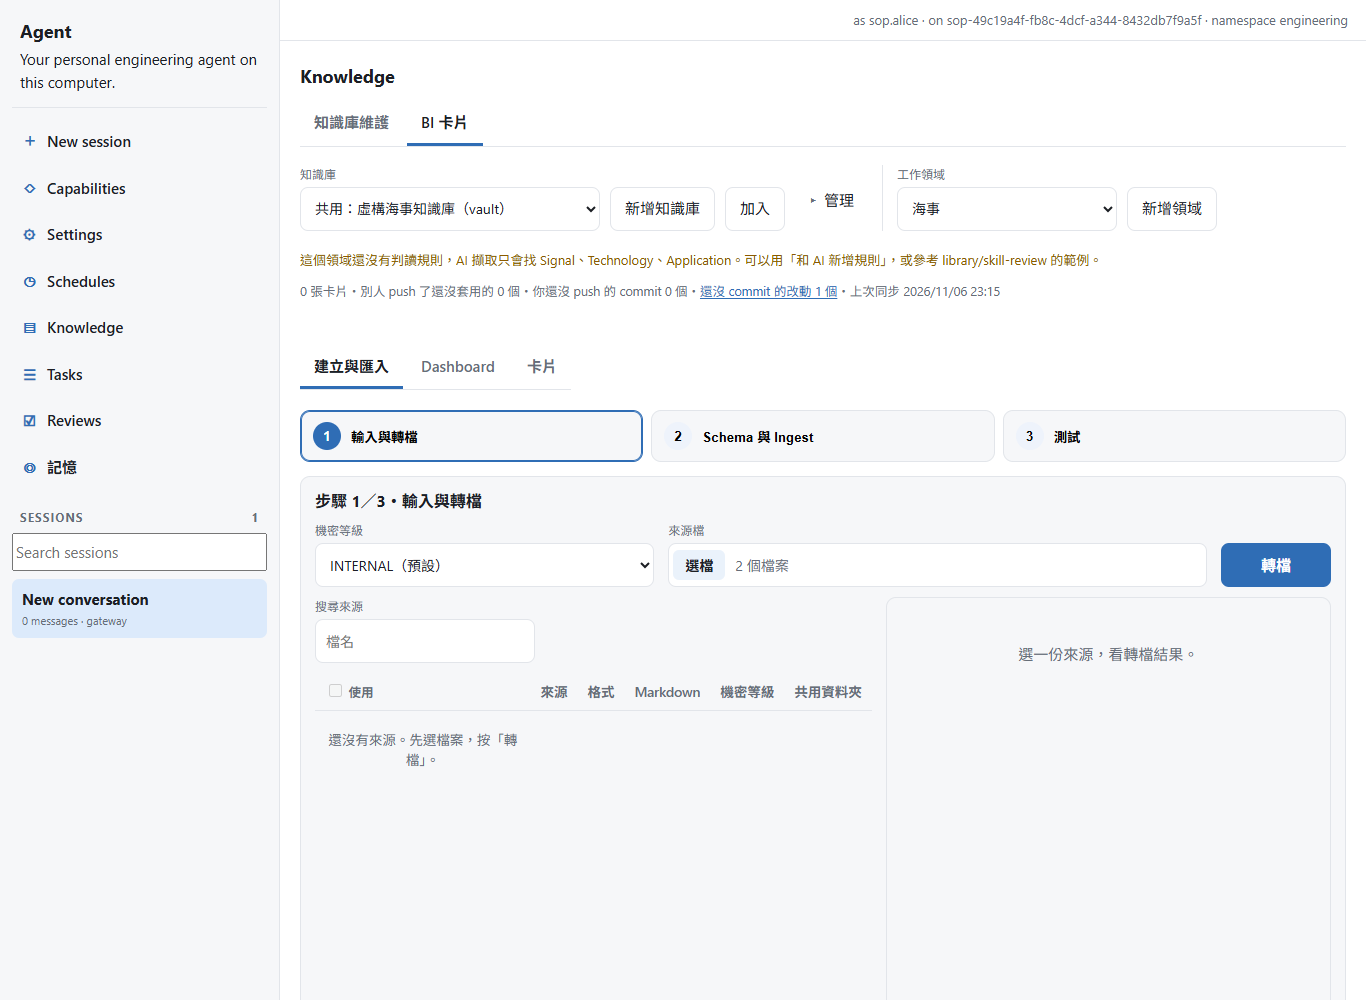 Agent
Your personal engineering agent on
this computer.
New session
Capabilities
Settings
Schedules
Knowledge
Tasks
Reviews
記憶
SESSIONS 1
Search sessions
New conversation
0 messages · gateway
as sop.alice · on sop-49c19a4f-fb8c-4dcf-a344-8432db7f9a5f · namespace engineering
Knowledge
知識庫維護 BI 卡片
知識庫 工作領域
共用：虛構海事知識庫（vault） 新增知識庫 加入 ▸ 管理 海事 新增領域
這個領域還沒有判讀規則，AI 擷取只會找 Signal、Technology、Application。可以用「和 AI 新增規則」，或參考 library/skill-review 的範例。
0 張卡片・別人 push 了還沒套用的 0 個・你還沒 push 的 commit 0 個・還沒 commit 的改動 1 個・上次同步 2026/11/06 23:15
建立與匯入 Dashboard 卡片
1 輸入與轉檔 2 Schema 與 Ingest 3 測試
步驟 1／3・輸入與轉檔
機密等級 來源檔
INTERNAL（預設） 選檔 2 個檔案 轉檔
搜尋來源
檔名
選一份來源，看轉檔結果。
使用 來源 格式 Markdown 機密等級 共用資料夾
還沒有來源。先選檔案，按「轉
檔」。